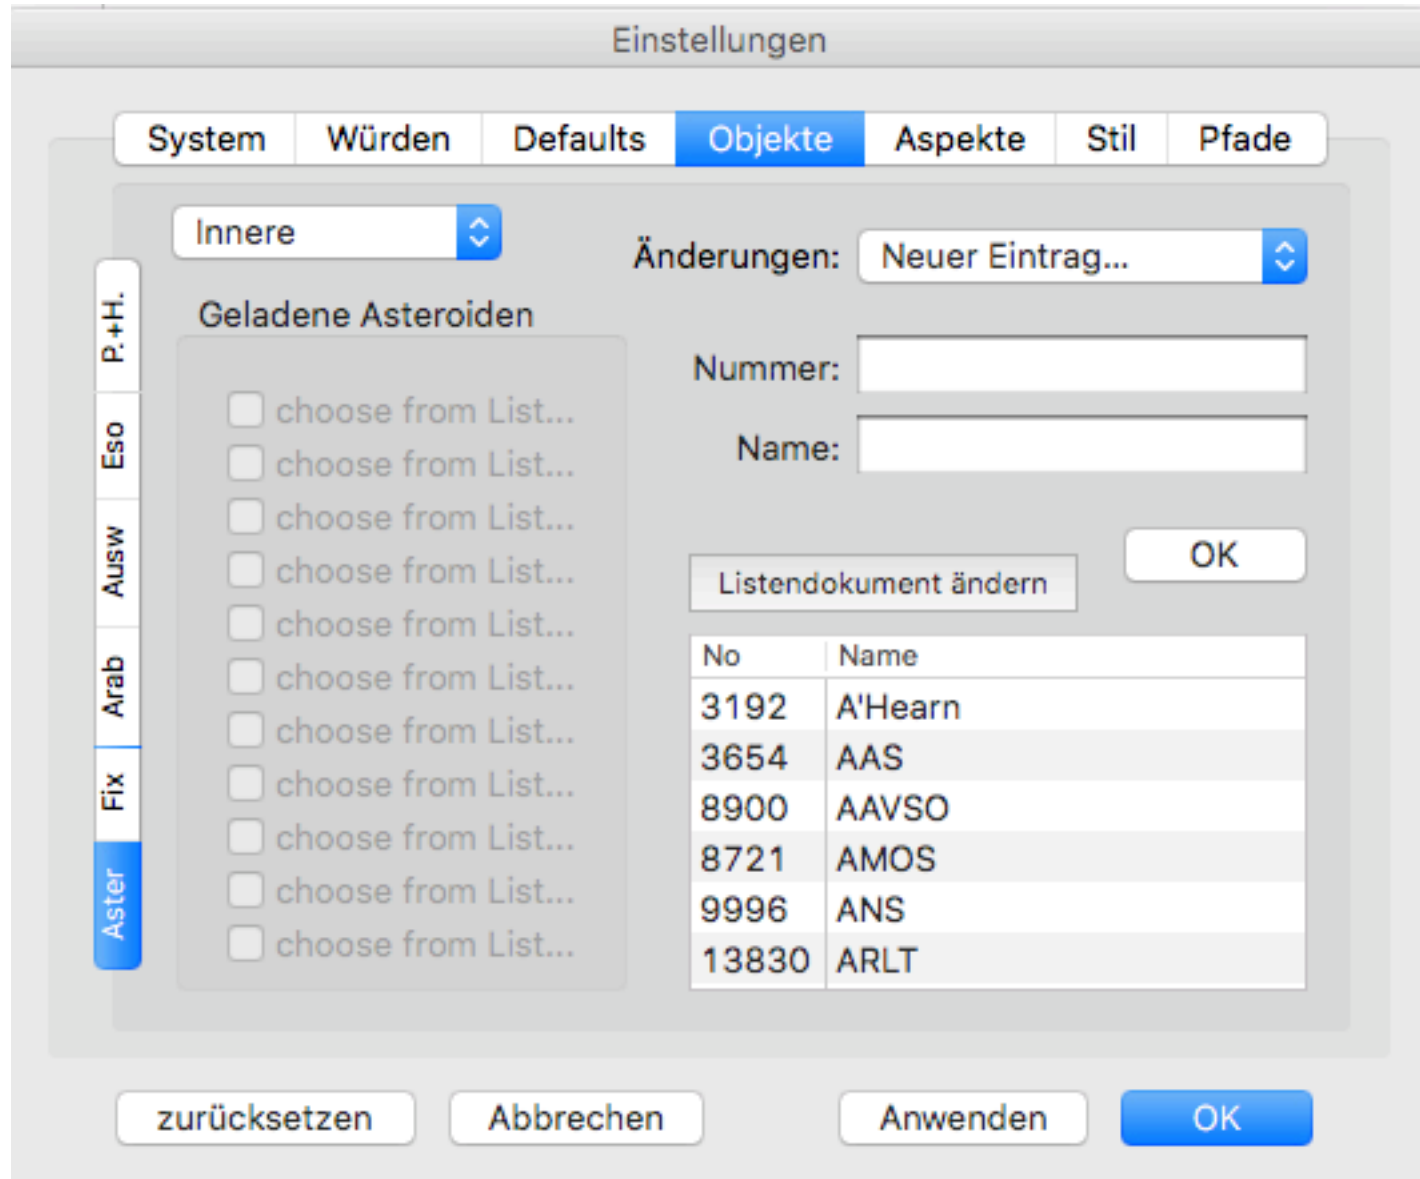 Einstellungen
System Würden Defaults Objekte Aspekte Stil Pfade
Innere
Änderungen: Neuer Eintrag...
P.+H.
Eso
Ausw
Arab
Fix
Aster
Geladene Asteroiden
choose from List...
choose from List...
choose from List...
choose from List...
choose from List...
choose from List...
choose from List...
choose from List...
choose from List...
choose from List...
choose from List...
Nummer:
Name:
OK
Listendokument ändern
No Name
3192 A'Hearn
3654 AAS
8900 AAVSO
8721 AMOS
9996 ANS
13830 ARLT
zurücksetzen Abbrechen Anwenden OK